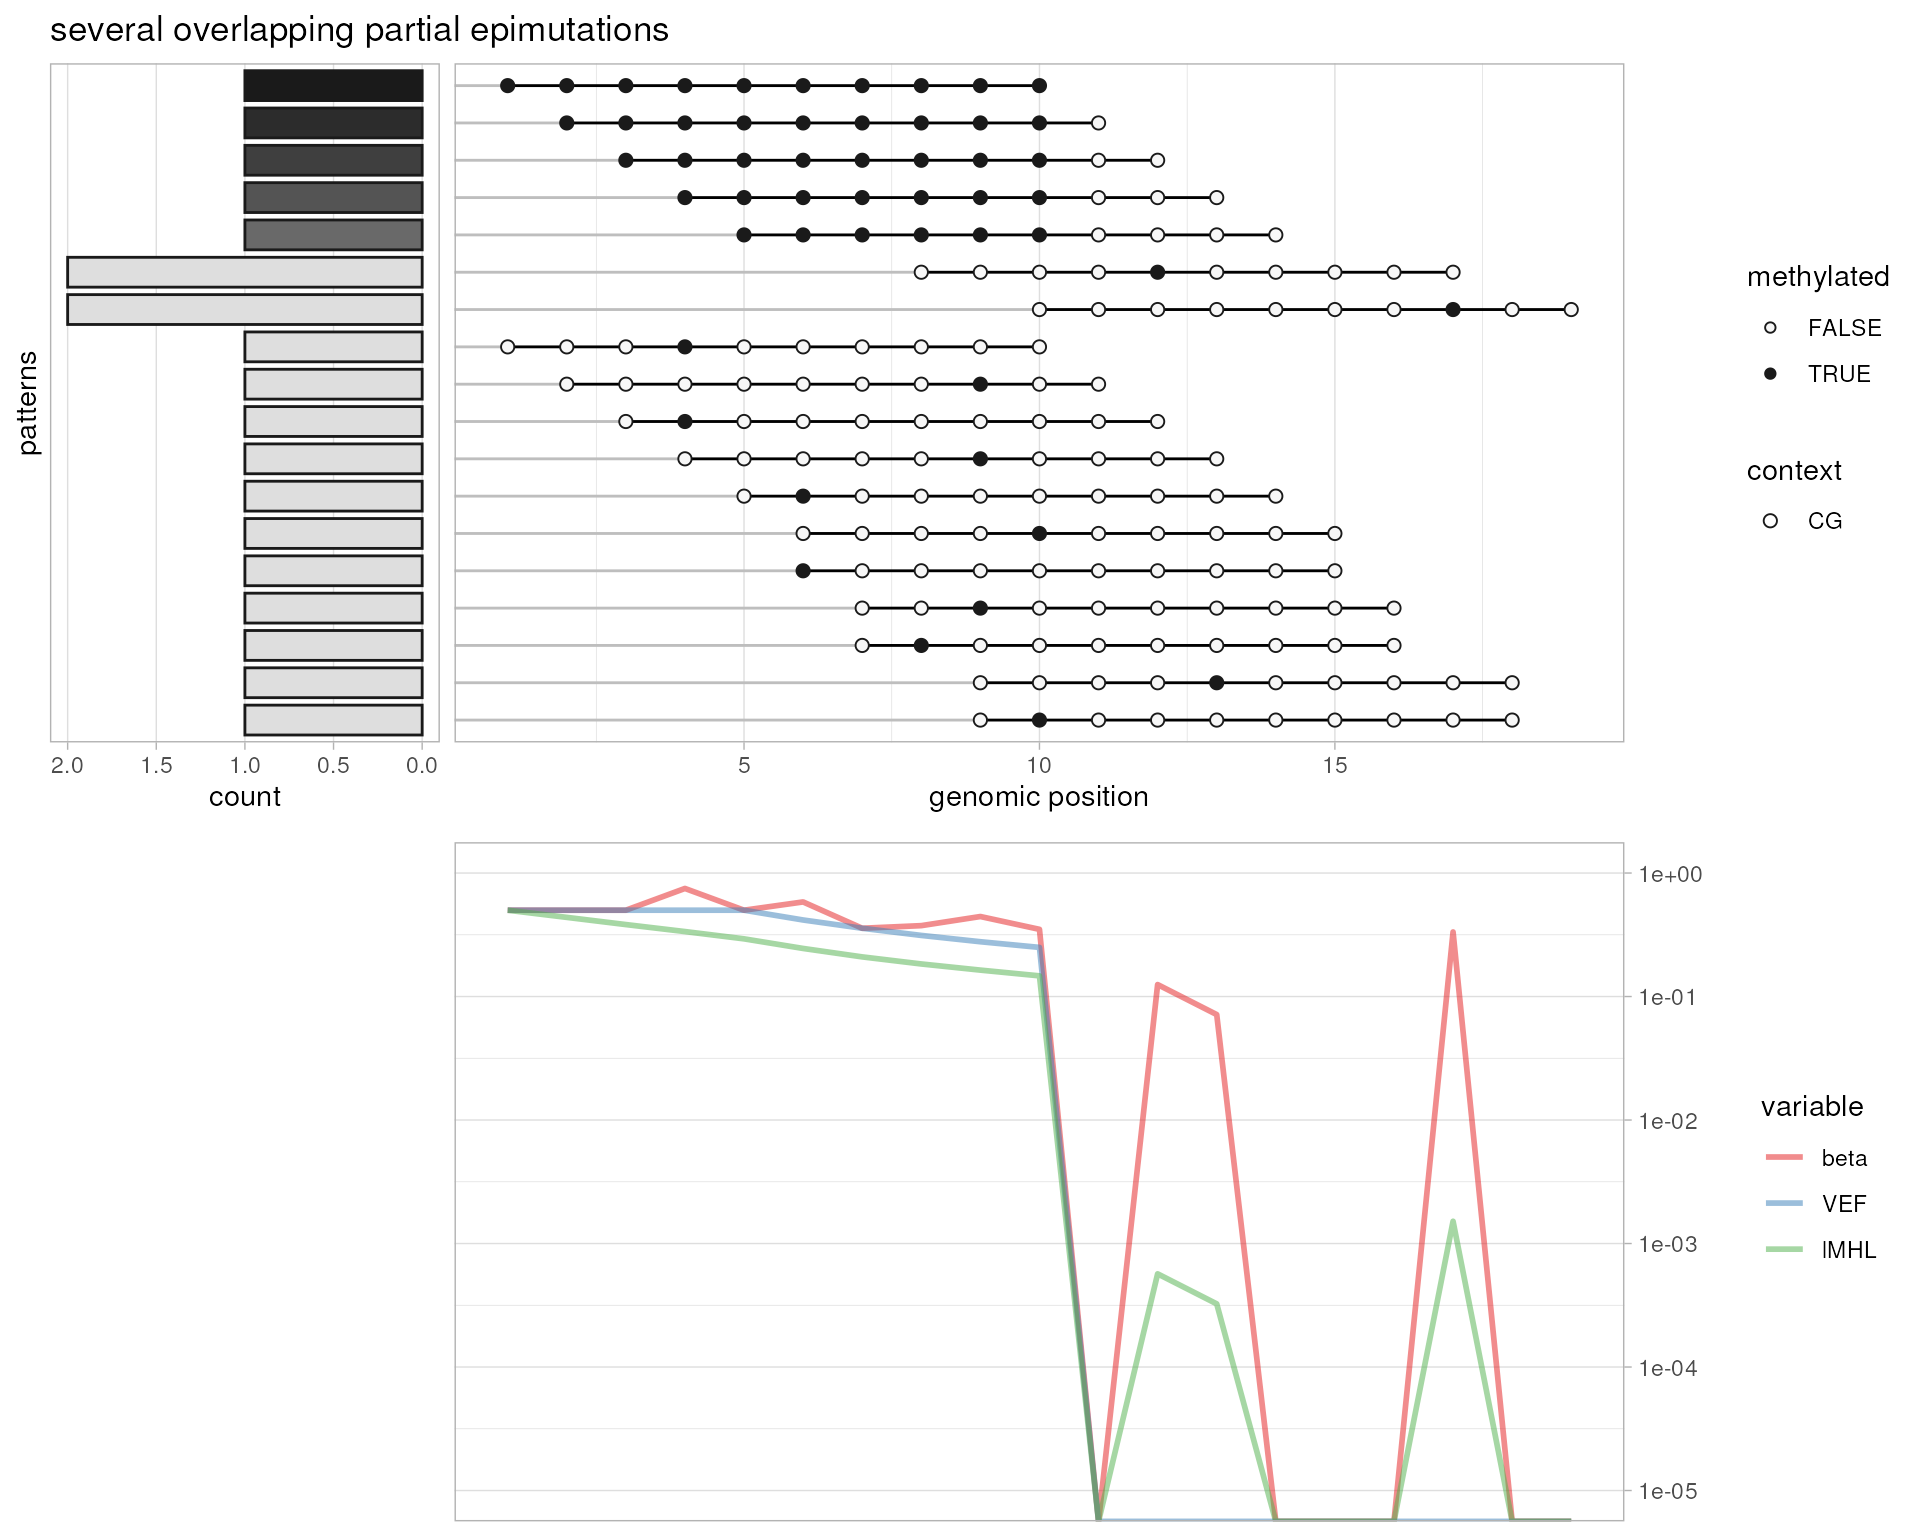 several overlapping partial epimutations
patterns
2.0 1.5 1.0 0.5 0.0
count
5 10 15
genomic position
methylated
FALSE
TRUE
context
CG
1e+00
1e-01
1e-02
1e-03
1e-04
1e-05
variable
beta
VEF
lMHL